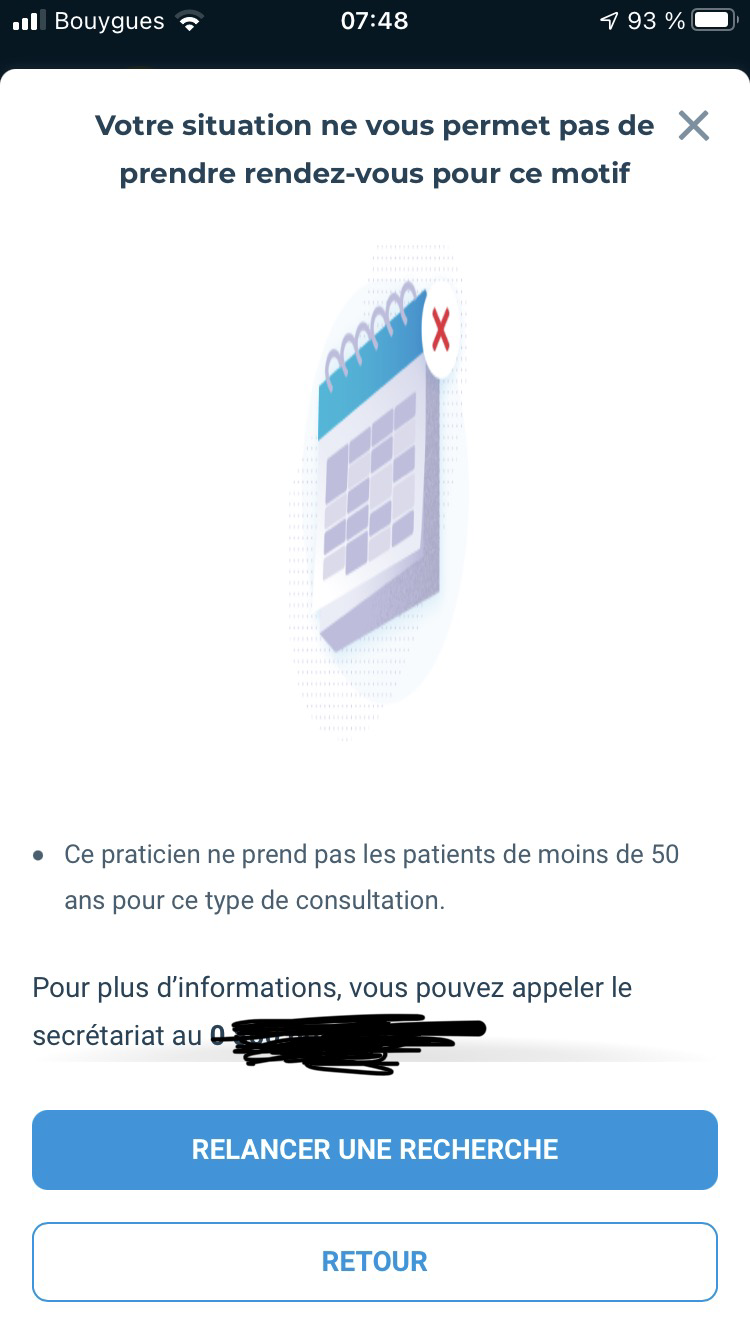 Bouygues 07:48 93 %
Votre situation ne vous permet pas de
prendre rendez-vous pour ce motif
Ce praticien ne prend pas les patients de moins de 50
ans pour ce type de consultation.
Pour plus d’informations, vous pouvez appeler le
secrétariat au 0
RELANCER UNE RECHERCHE
RETOUR